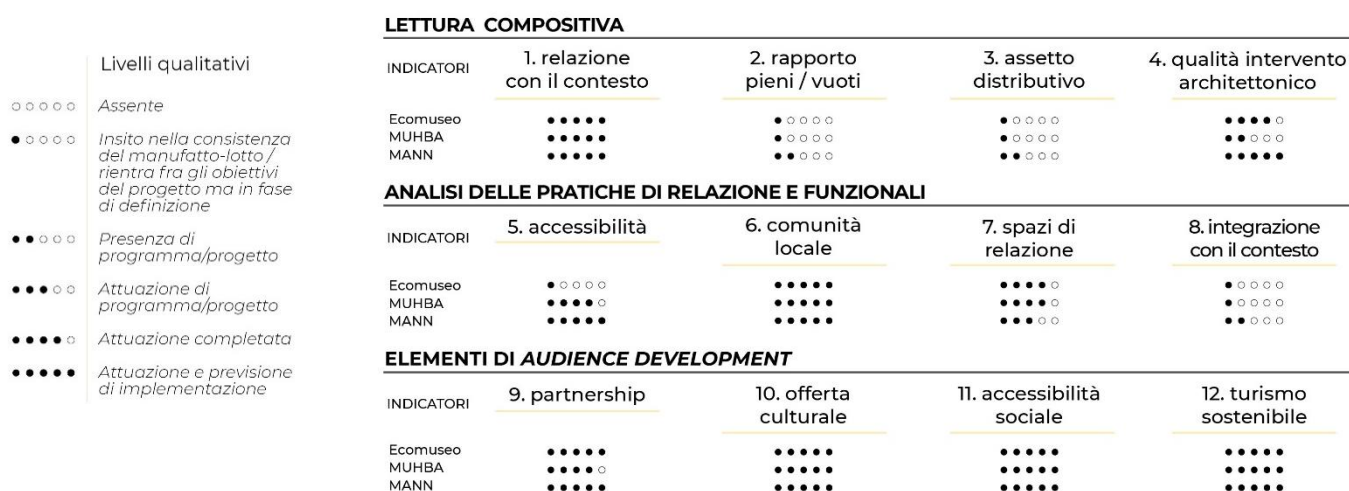 Livelli qualitativi
○○○○○ Assente
●○○○○ Insito nella consistenza
del manufatto-lotto /
rientra fra gli obiettivi
del progetto ma in fase
di definizione
●●○○○ Presenza di
programma/progetto
●●●○○ Attuazione di
programma/progetto
●●●●○ Attuazione completata
●●●●● Attuazione e previsione
di implementazione
LETTURA COMPOSITIVA
INDICATORI
1. relazione
con il contesto
2. rapporto
pieni / vuoti
3. assetto
distributivo
4. qualità intervento
architettonico
Ecomuseo ●●●●● ●○○○○ ●○○○○ ●●●●○
MUHBA ●●●●● ●○○○○ ●○○○○ ●●○○○
MANN ●●●●● ●●○○○ ●●○○○ ●●●●●
ANALISI DELLE PRATICHE DI RELAZIONE E FUNZIONALI
INDICATORI
5. accessibilità
6. comunità
locale
7. spazi di
relazione
8. integrazione
con il contesto
Ecomuseo ●○○○○ ●●●●● ●●●●○ ●○○○○
MUHBA ●●●●○ ●●●●● ●●●●○ ●○○○○
MANN ●●●●● ●●●●● ●●●○○ ●●○○○
ELEMENTI DI AUDIENCE DEVELOPMENT
INDICATORI
9. partnership
10. offerta
culturale
11. accessibilità
sociale
12. turismo
sostenibile
Ecomuseo ●●●●● ●●●●● ●●●●● ●●●●●
MUHBA ●●●●○ ●●●●● ●●●●● ●●●●●
MANN ●●●●● ●●●●● ●●●●● ●●●●●